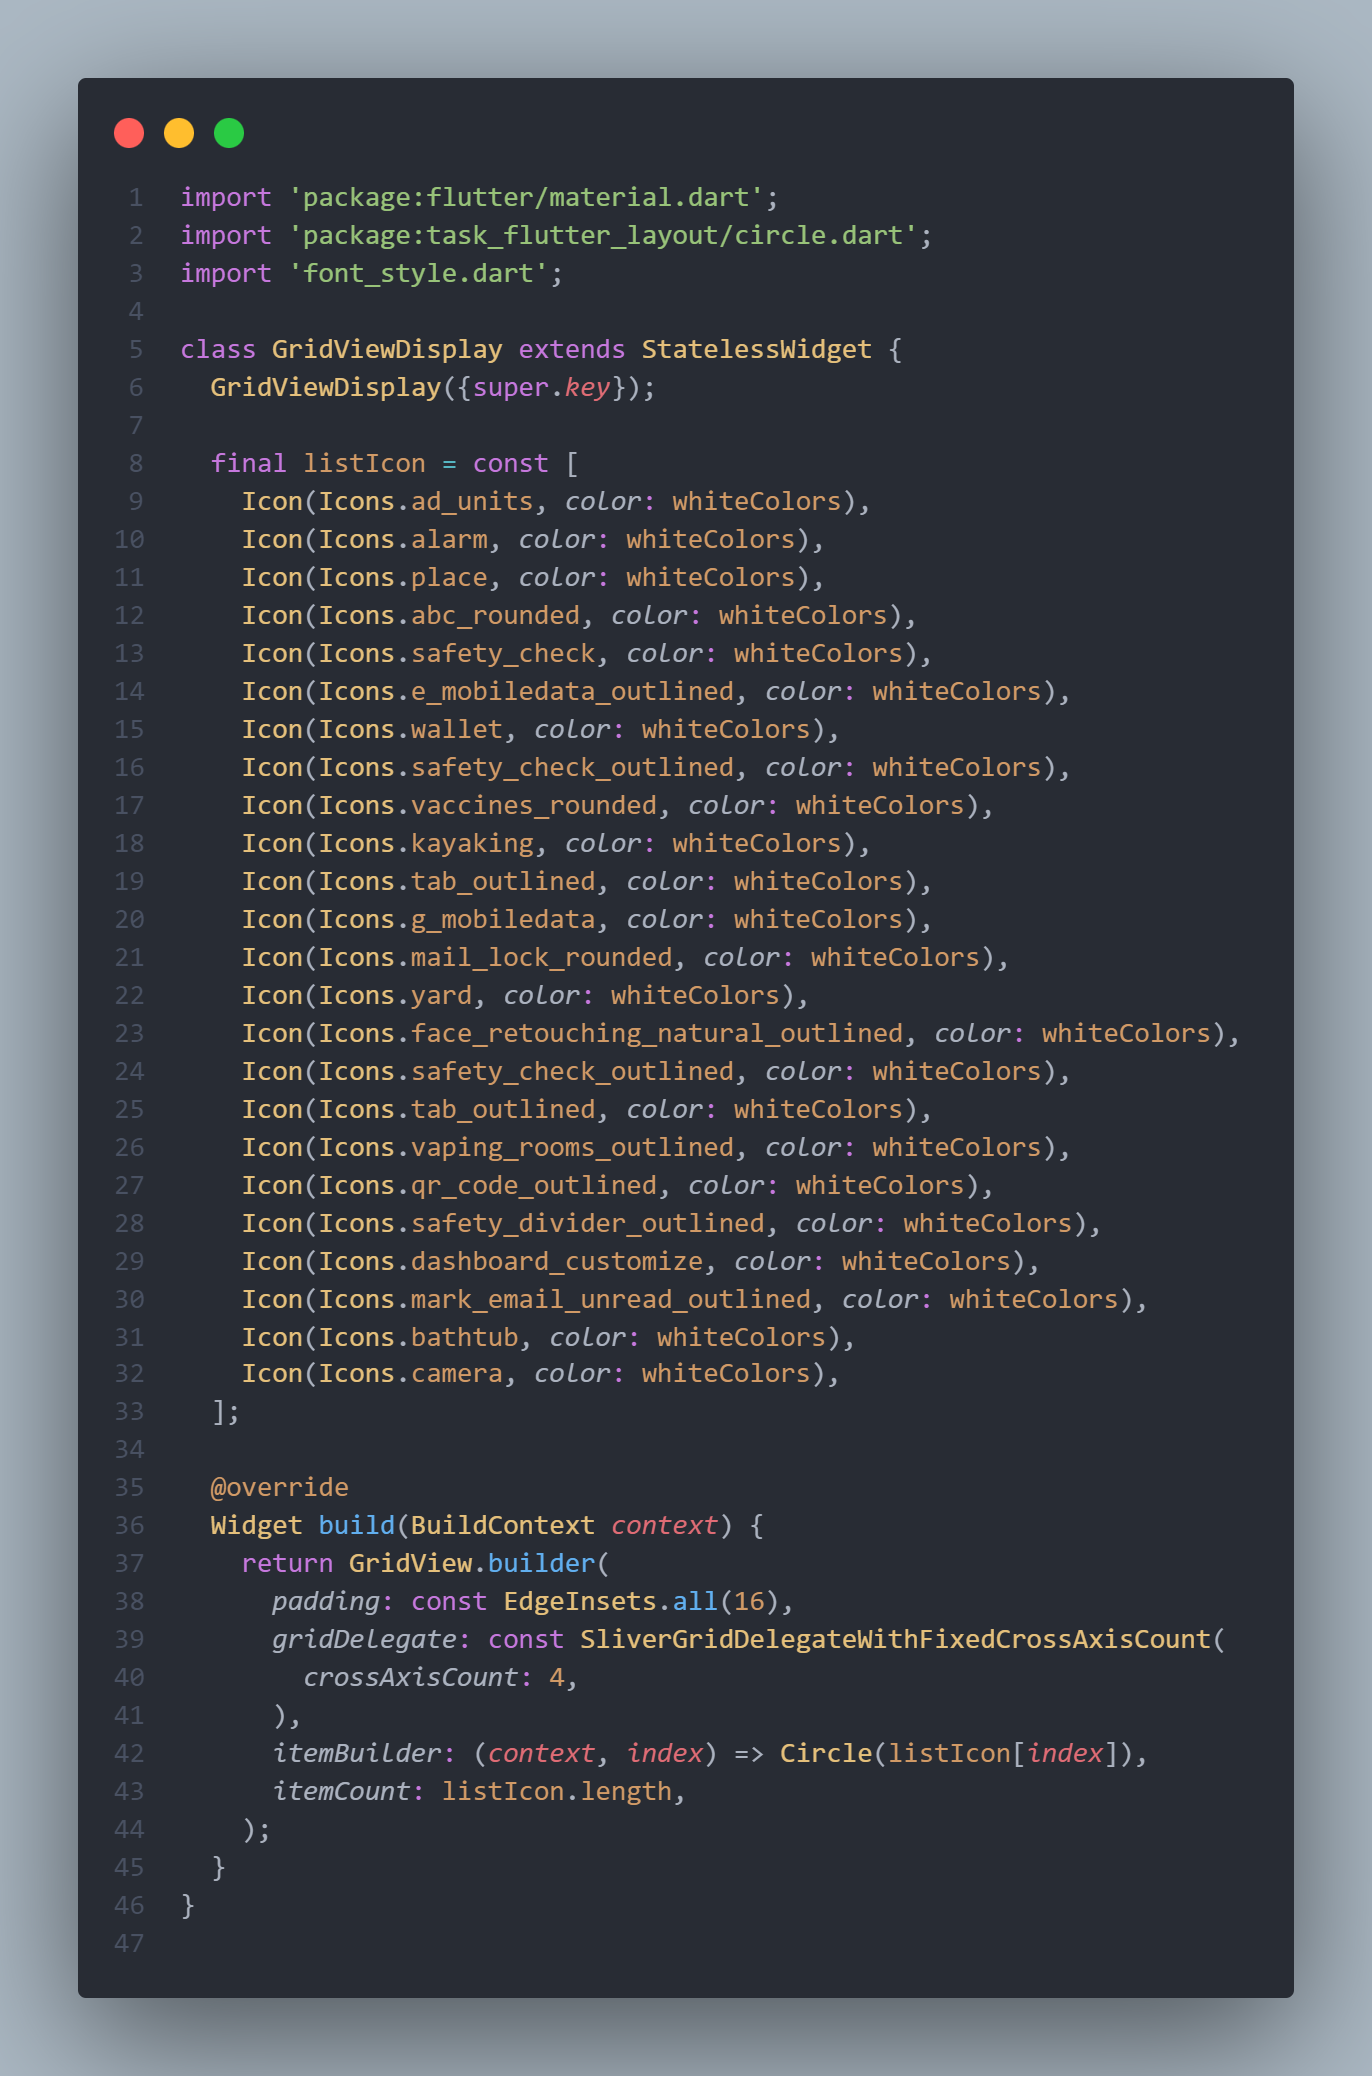 1 import 'package:flutter/material.dart';
2 import 'package:task_flutter_layout/circle.dart';
3 import 'font_style.dart';
4
5 class GridViewDisplay extends StatelessWidget {
6   GridViewDisplay({super.key});
7
8   final listIcon = const [
9     Icon(Icons.ad_units, color: whiteColors),
10     Icon(Icons.alarm, color: whiteColors),
11     Icon(Icons.place, color: whiteColors),
12     Icon(Icons.abc_rounded, color: whiteColors),
13     Icon(Icons.safety_check, color: whiteColors),
14     Icon(Icons.e_mobiledata_outlined, color: whiteColors),
15     Icon(Icons.wallet, color: whiteColors),
16     Icon(Icons.safety_check_outlined, color: whiteColors),
17     Icon(Icons.vaccines_rounded, color: whiteColors),
18     Icon(Icons.kayaking, color: whiteColors),
19     Icon(Icons.tab_outlined, color: whiteColors),
20     Icon(Icons.g_mobiledata, color: whiteColors),
21     Icon(Icons.mail_lock_rounded, color: whiteColors),
22     Icon(Icons.yard, color: whiteColors),
23     Icon(Icons.face_retouching_natural_outlined, color: whiteColors),
24     Icon(Icons.safety_check_outlined, color: whiteColors),
25     Icon(Icons.tab_outlined, color: whiteColors),
26     Icon(Icons.vaping_rooms_outlined, color: whiteColors),
27     Icon(Icons.qr_code_outlined, color: whiteColors),
28     Icon(Icons.safety_divider_outlined, color: whiteColors),
29     Icon(Icons.dashboard_customize, color: whiteColors),
30     Icon(Icons.mark_email_unread_outlined, color: whiteColors),
31     Icon(Icons.bathtub, color: whiteColors),
32     Icon(Icons.camera, color: whiteColors),
33   ];
34
35   @override
36   Widget build(BuildContext context) {
37     return GridView.builder(
38       padding: const EdgeInsets.all(16),
39       gridDelegate: const SliverGridDelegateWithFixedCrossAxisCount(
40         crossAxisCount: 4,
41       ),
42       itemBuilder: (context, index) => Circle(listIcon[index]),
43       itemCount: listIcon.length,
44     );
45   }
46 }
47